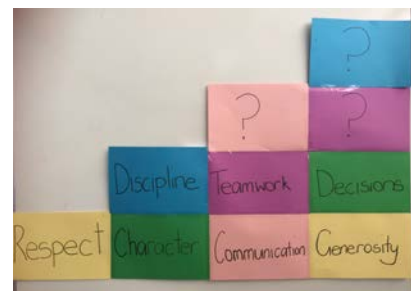 ?
? ?
Discipline Teamwork Decisions
Respect Character Communication Generosity